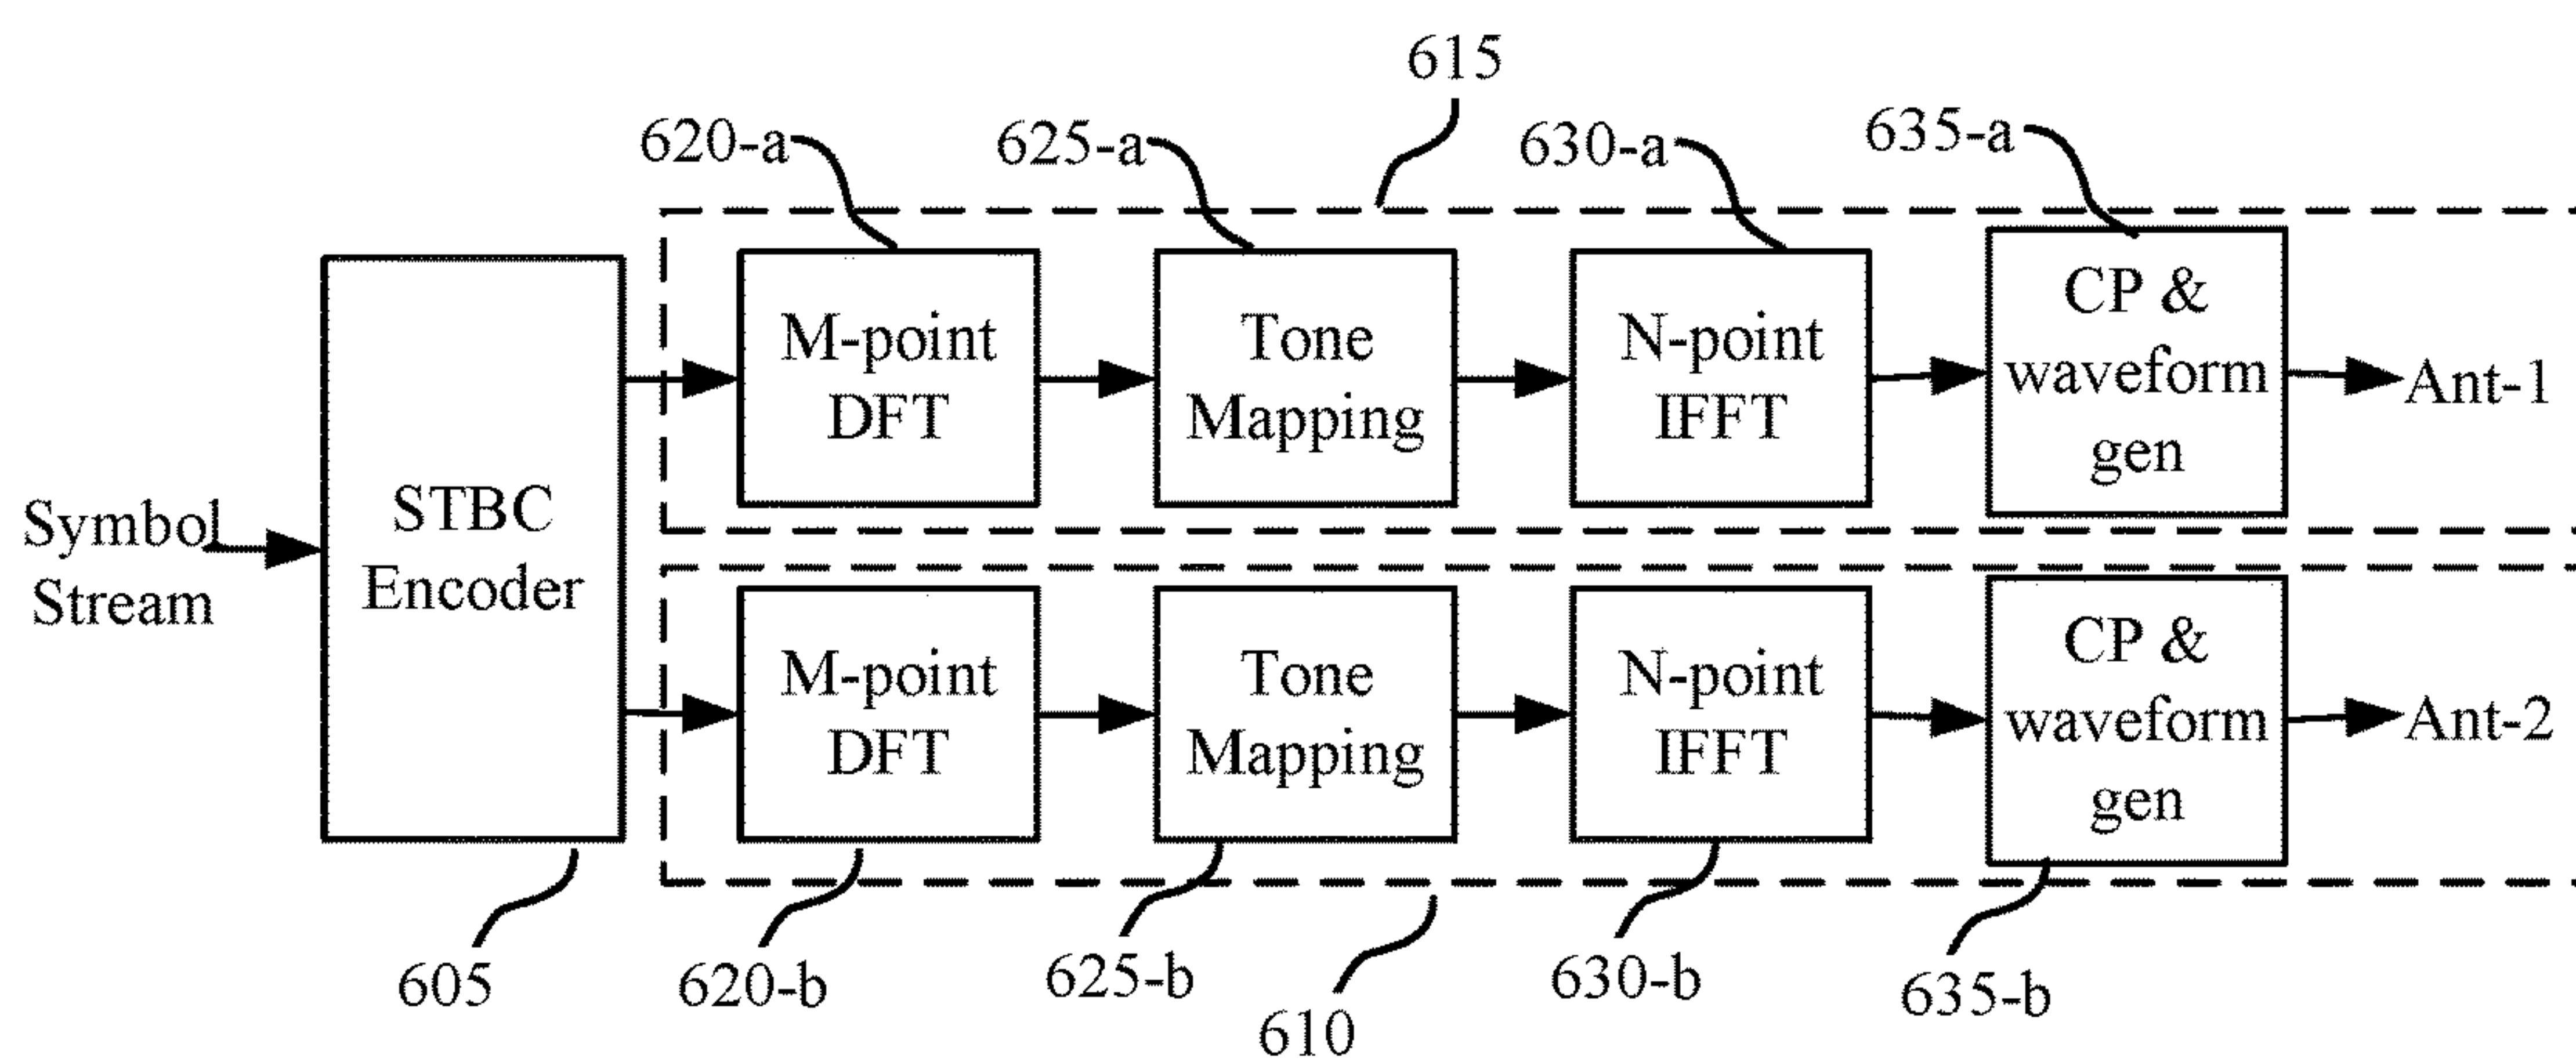 615
620-a
625-a
630-a
635-a
Symbol
Stream
STBC
Encoder
M-point
DFT
Tone
Mapping
N-point
IFFT
CP &
waveform
gen
Ant-1
M-point
DFT
Tone
Mapping
N-point
IFFT
CP &
waveform
gen
Ant-2
605
620-b
625-b
610
630-b
635-b